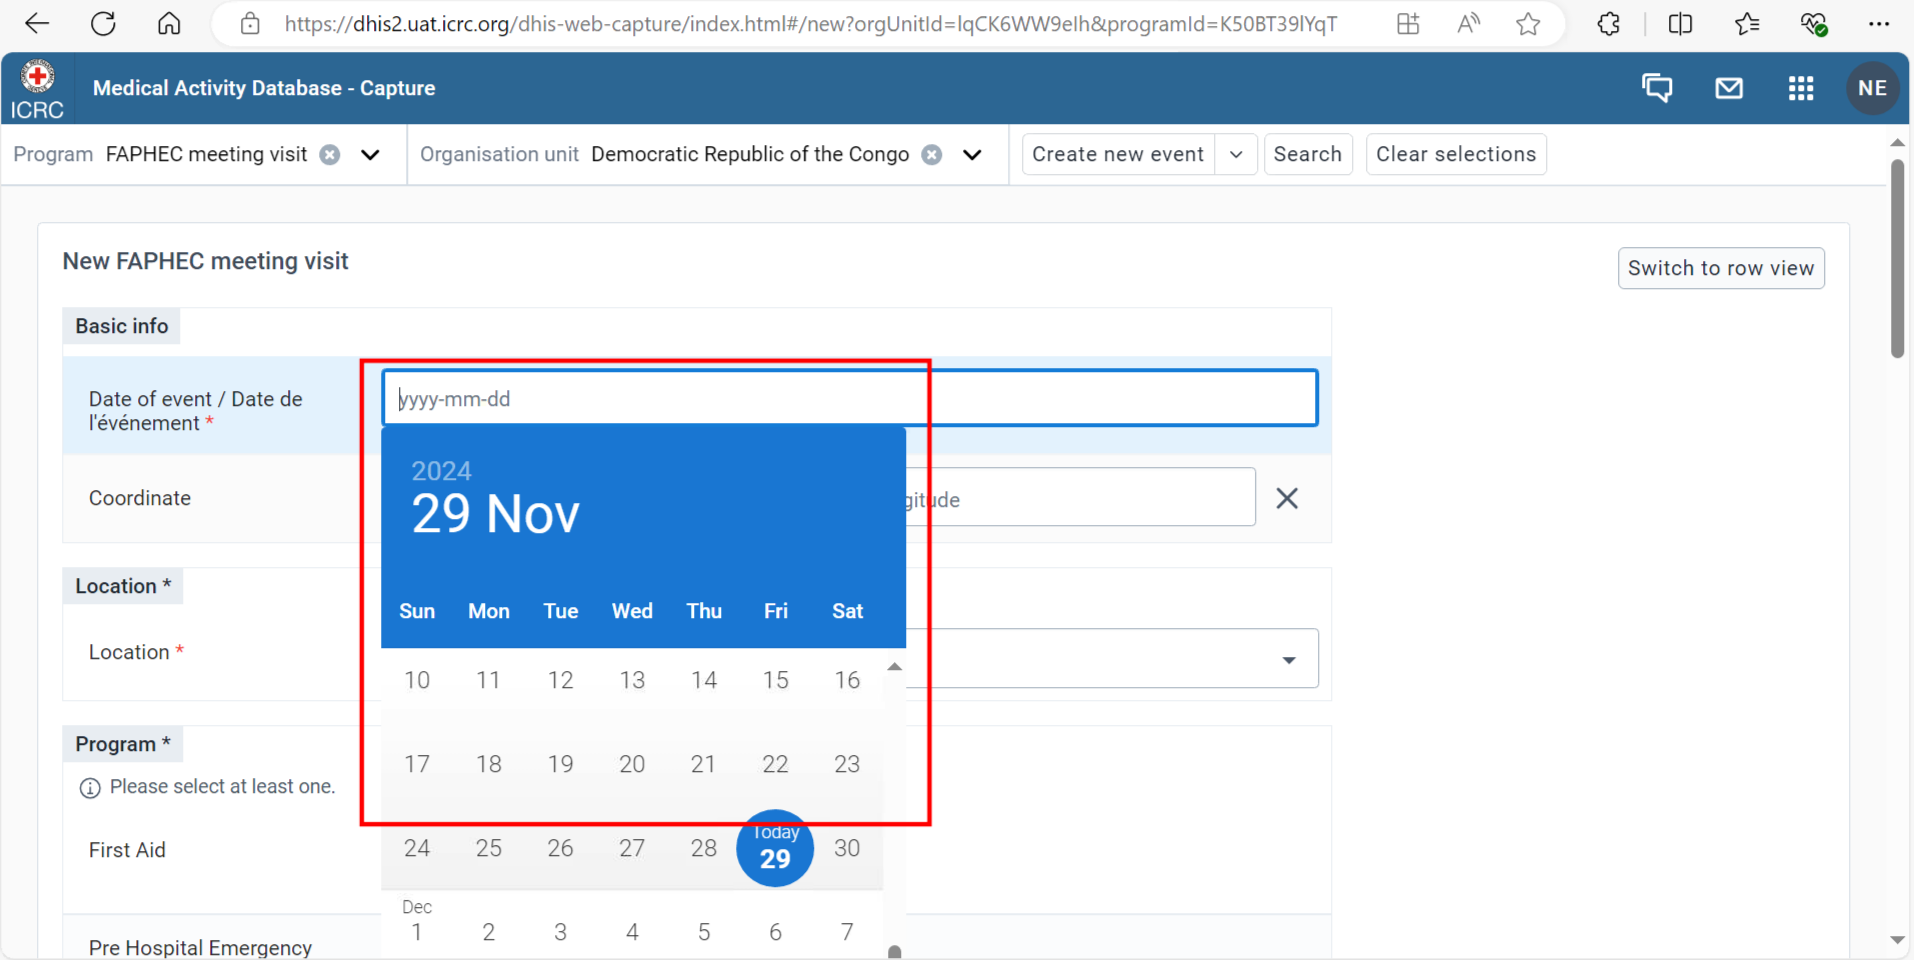 https://dhis2.uat.icrc.org/dhis-web-capture/index.html#/new?orgUnitId=lqCK6WW9eIh&programId=K50BT39lYqT
ICRC
Medical Activity Database - Capture
NE
Program FAPHEC meeting visit
Organisation unit Democratic Republic of the Congo
Create new event
Search
Clear selections
New FAPHEC meeting visit
Switch to row view
Basic info
Date of event / Date de
l'événement *
yyyy-mm-dd
2024
29 Nov
Coordinate
gitude
Sun Mon Tue Wed Thu Fri Sat
Location *
Location *
10 11 12 13 14 15 16
Program *
17 18 19 20 21 22 23
Please select at least one.
Today
24 25 26 27 28 29 30
First Aid
Dec
1 2 3 4 5 6 7
Pre Hospital Emergency